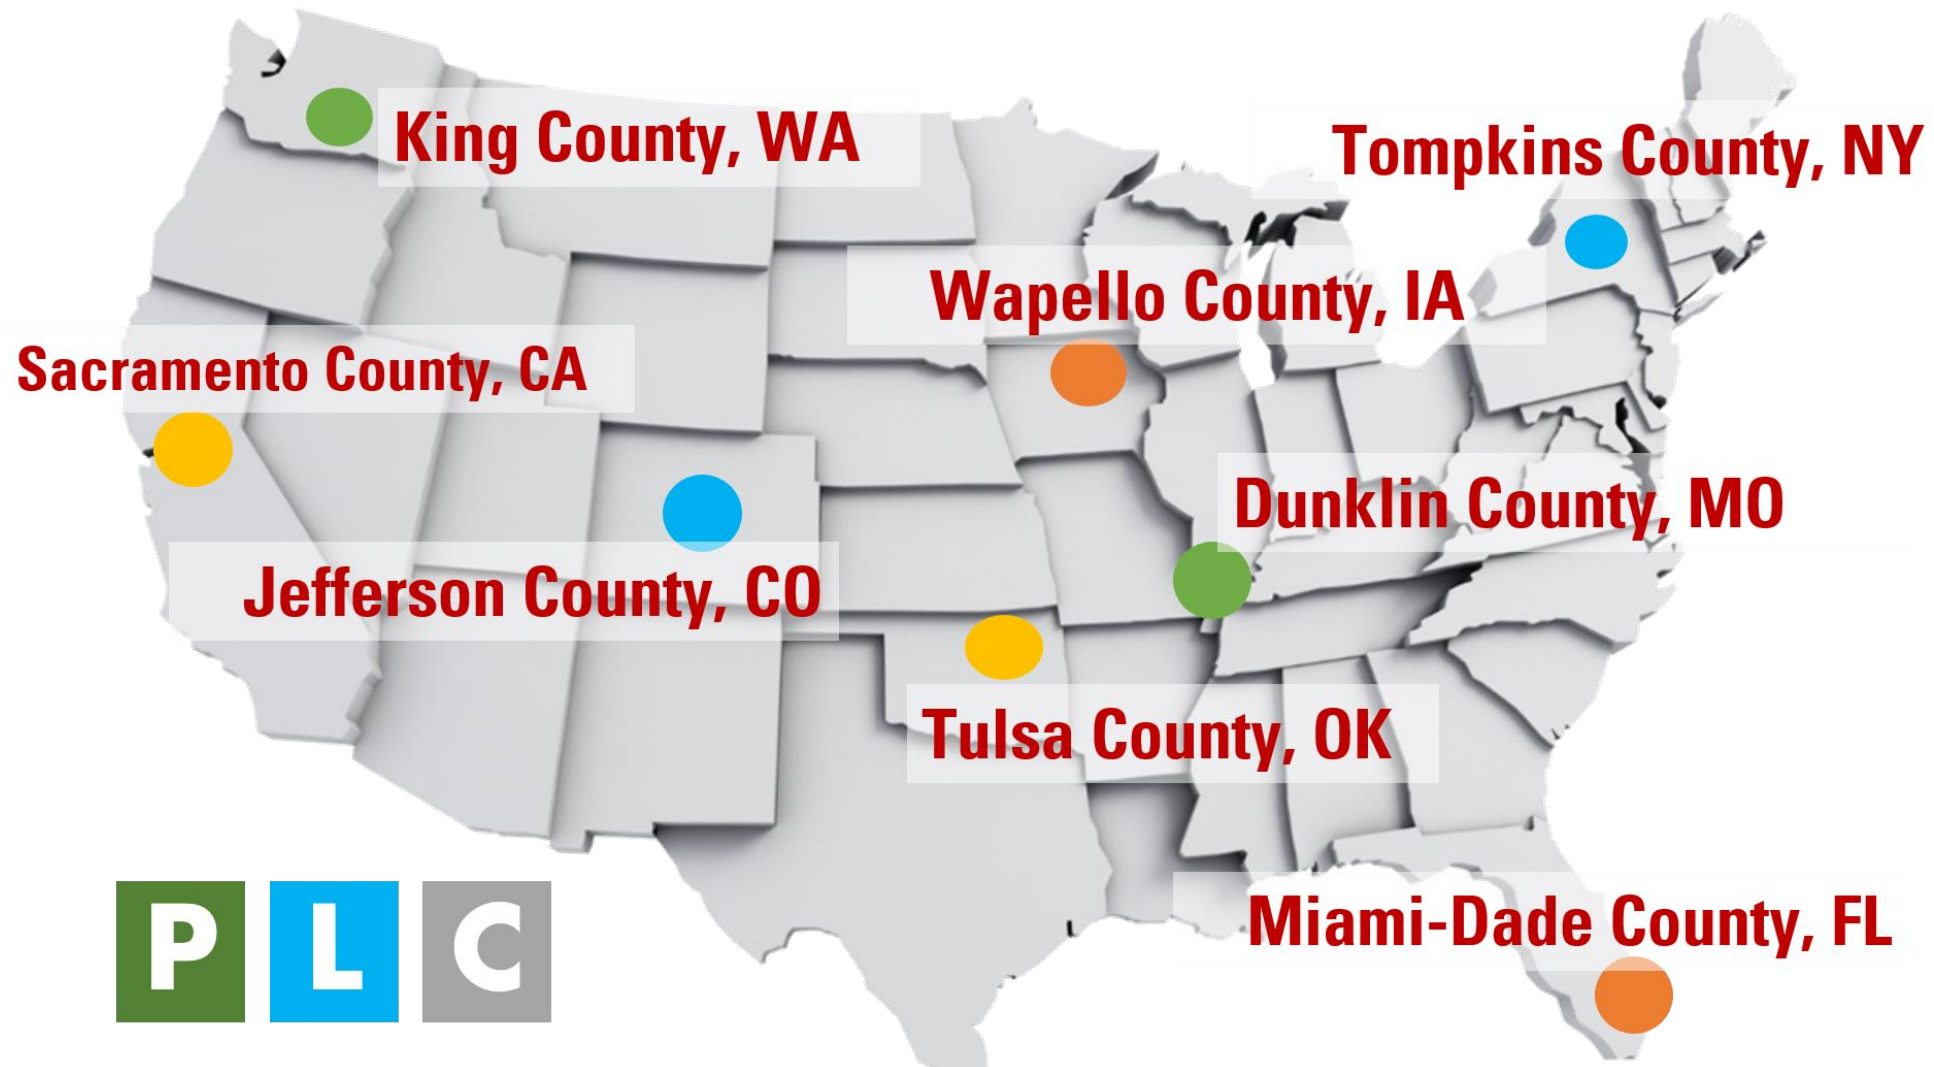 King County, WA
Tompkins County, NY
Wapello County, IA
Sacramento County, CA
Dunklin County, MO
Jefferson County, CO
Tulsa County, OK
Miami-Dade County, FL
P L C